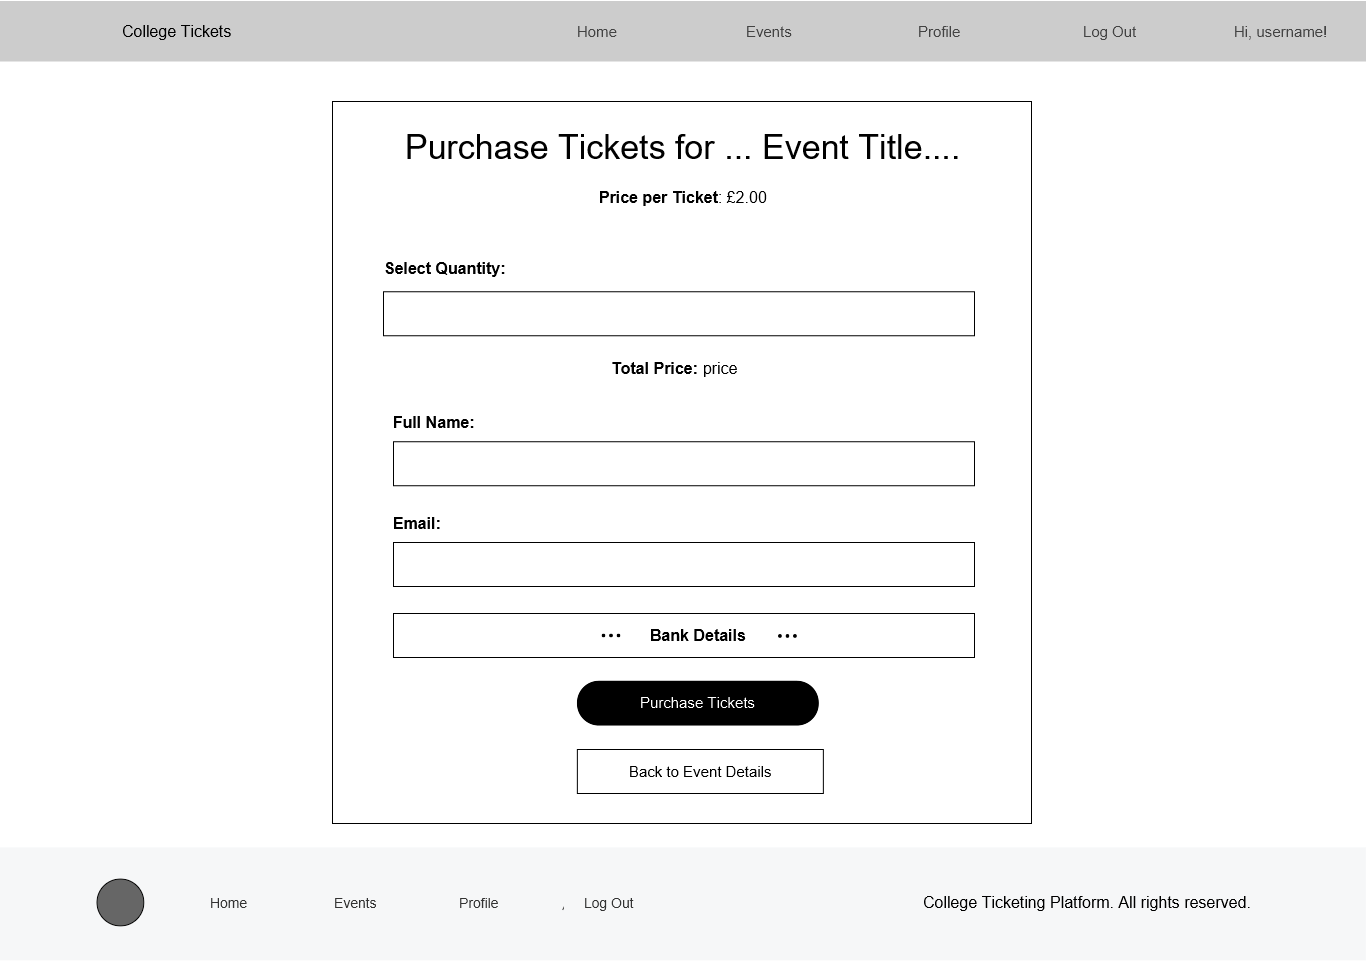 College Tickets Home Events Profile Log Out Hi, username!
Purchase Tickets for ... Event Title....
Price per Ticket: £2.00
Select Quantity:
Total Price: price
Full Name:
Email:
... Bank Details ...
Purchase Tickets
Back to Event Details
Home Events Profile , Log Out College Ticketing Platform. All rights reserved.